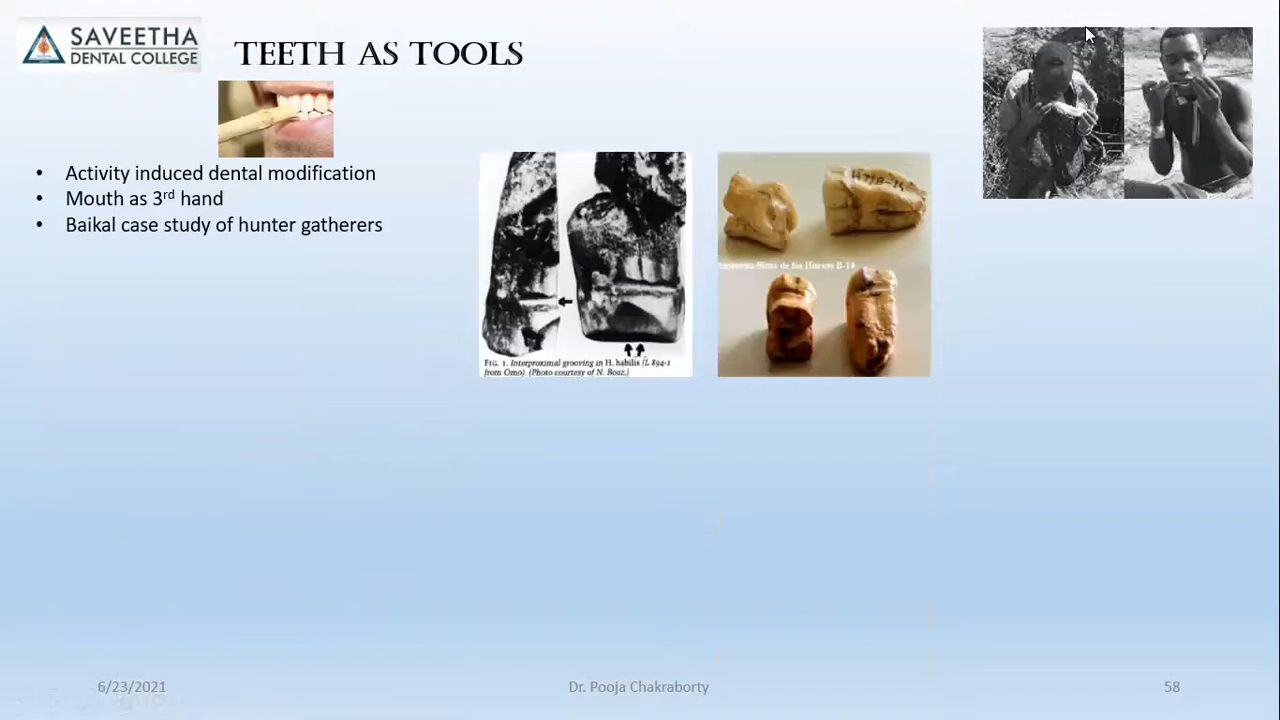 SAVEETHA
DENTAL COLLEGE
TEETH AS TOOLS
• Activity induced dental modification
• Mouth as 3rd hand
• Baikal case study of hunter gatherers
FIG. 1. Interproximal grooving in H. habilis (L 894-1
from Omo). (Photo courtesy of N. Boaz.)
6/23/2021
Dr. Pooja Chakraborty
58